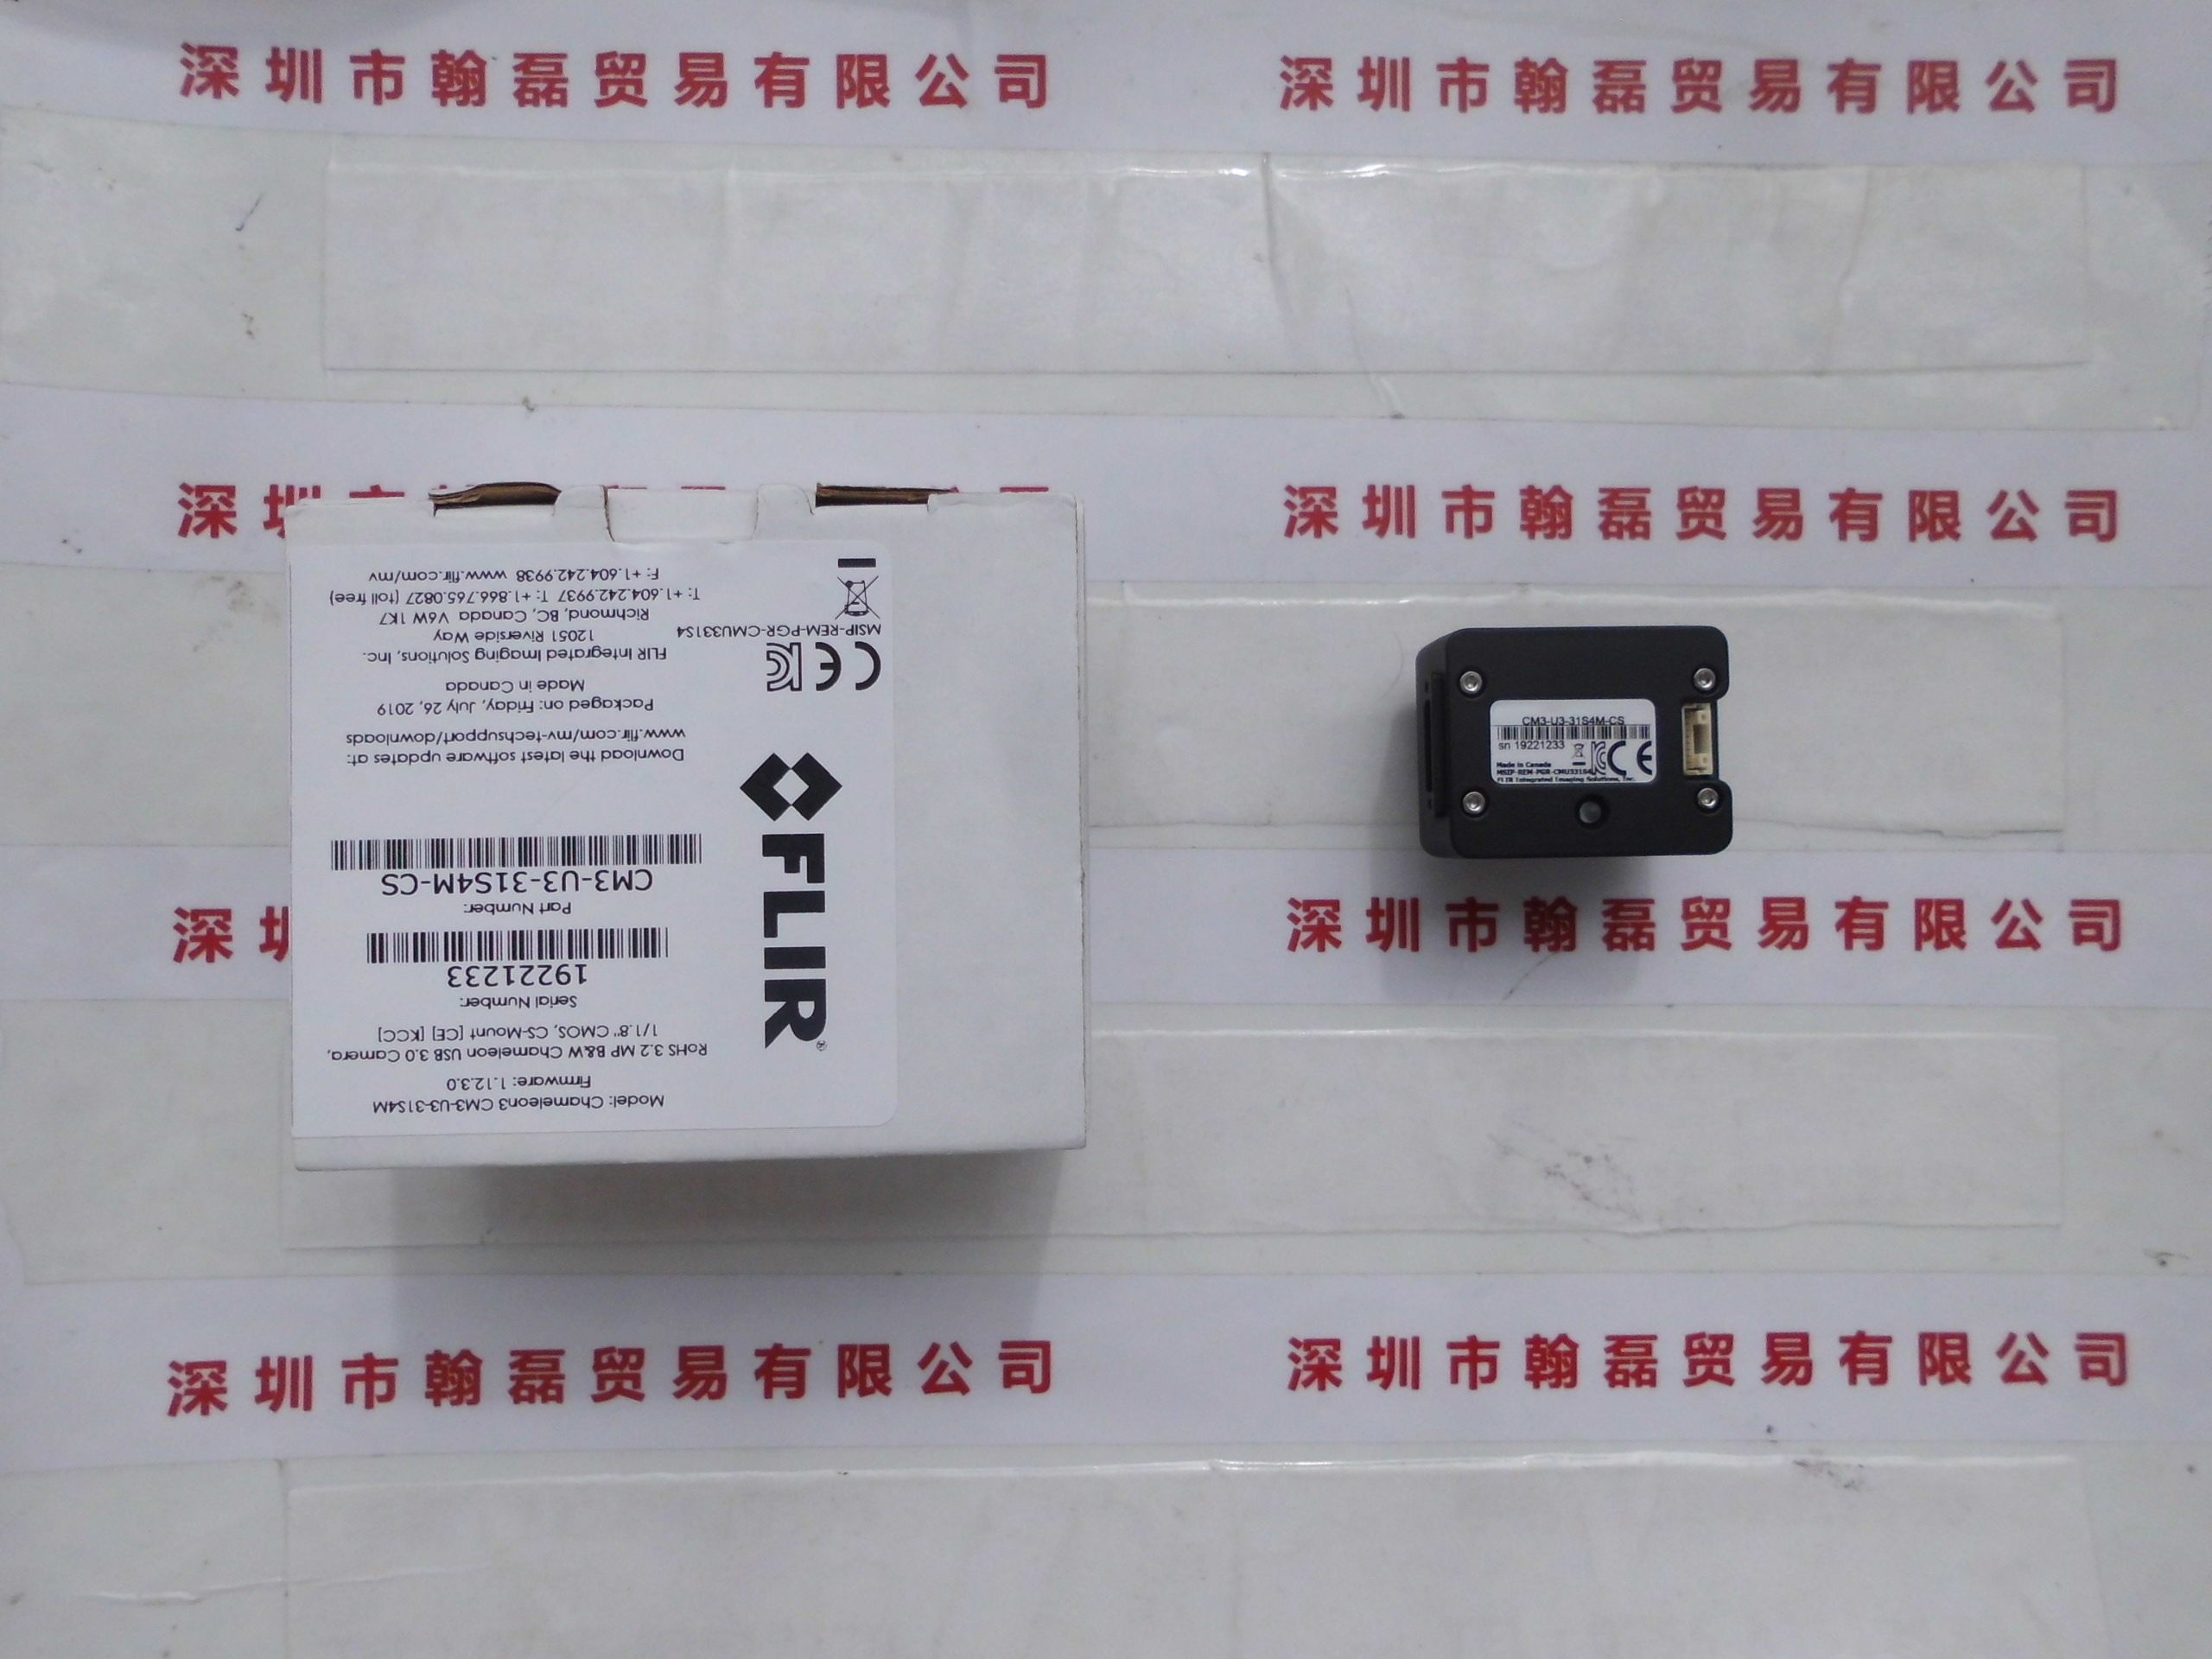 深圳市翰磊贸易有限公司 深圳市翰磊贸易有限公司
深圳 深圳市翰磊贸易有限公司
深圳 深圳市翰磊贸易有限公司
深圳市翰磊贸易有限公司 深圳市翰磊贸易有限公司
Model: Chameleon3 CM3-U3-31S4M
Firmware: 1.12.3.0
RoHS 3.2 MP B&W Chameleon USB 3.0 Camera,
1/1.8" CMOS, CS-Mount [CE] [KCC]
Serial Number:
19221233
Part Number:
CM3-U3-31S4M-CS
Download the latest software updates at:
www.flir.com/mv-techsupport/downloads
Packaged on: Friday, July 26, 2019
Made in Canada
FLIR Integrated Imaging Solutions, Inc.
12051 Riverside Way
Richmond, BC, Canada V6W 1K7
T: +1.604.242.9937 T: +1.866.765.0827 (toll free)
F: +1.604.242.9938 www.flir.com/mv
FLIR®
CE
MSIP-REM-PGR-CMU331S4
CM3-U3-31S4M-CS
sn 19221233
CE
Made in Canada
MSIP-REM-PGR-CMU331S4
FLIR Integrated Imaging Solutions, Inc.